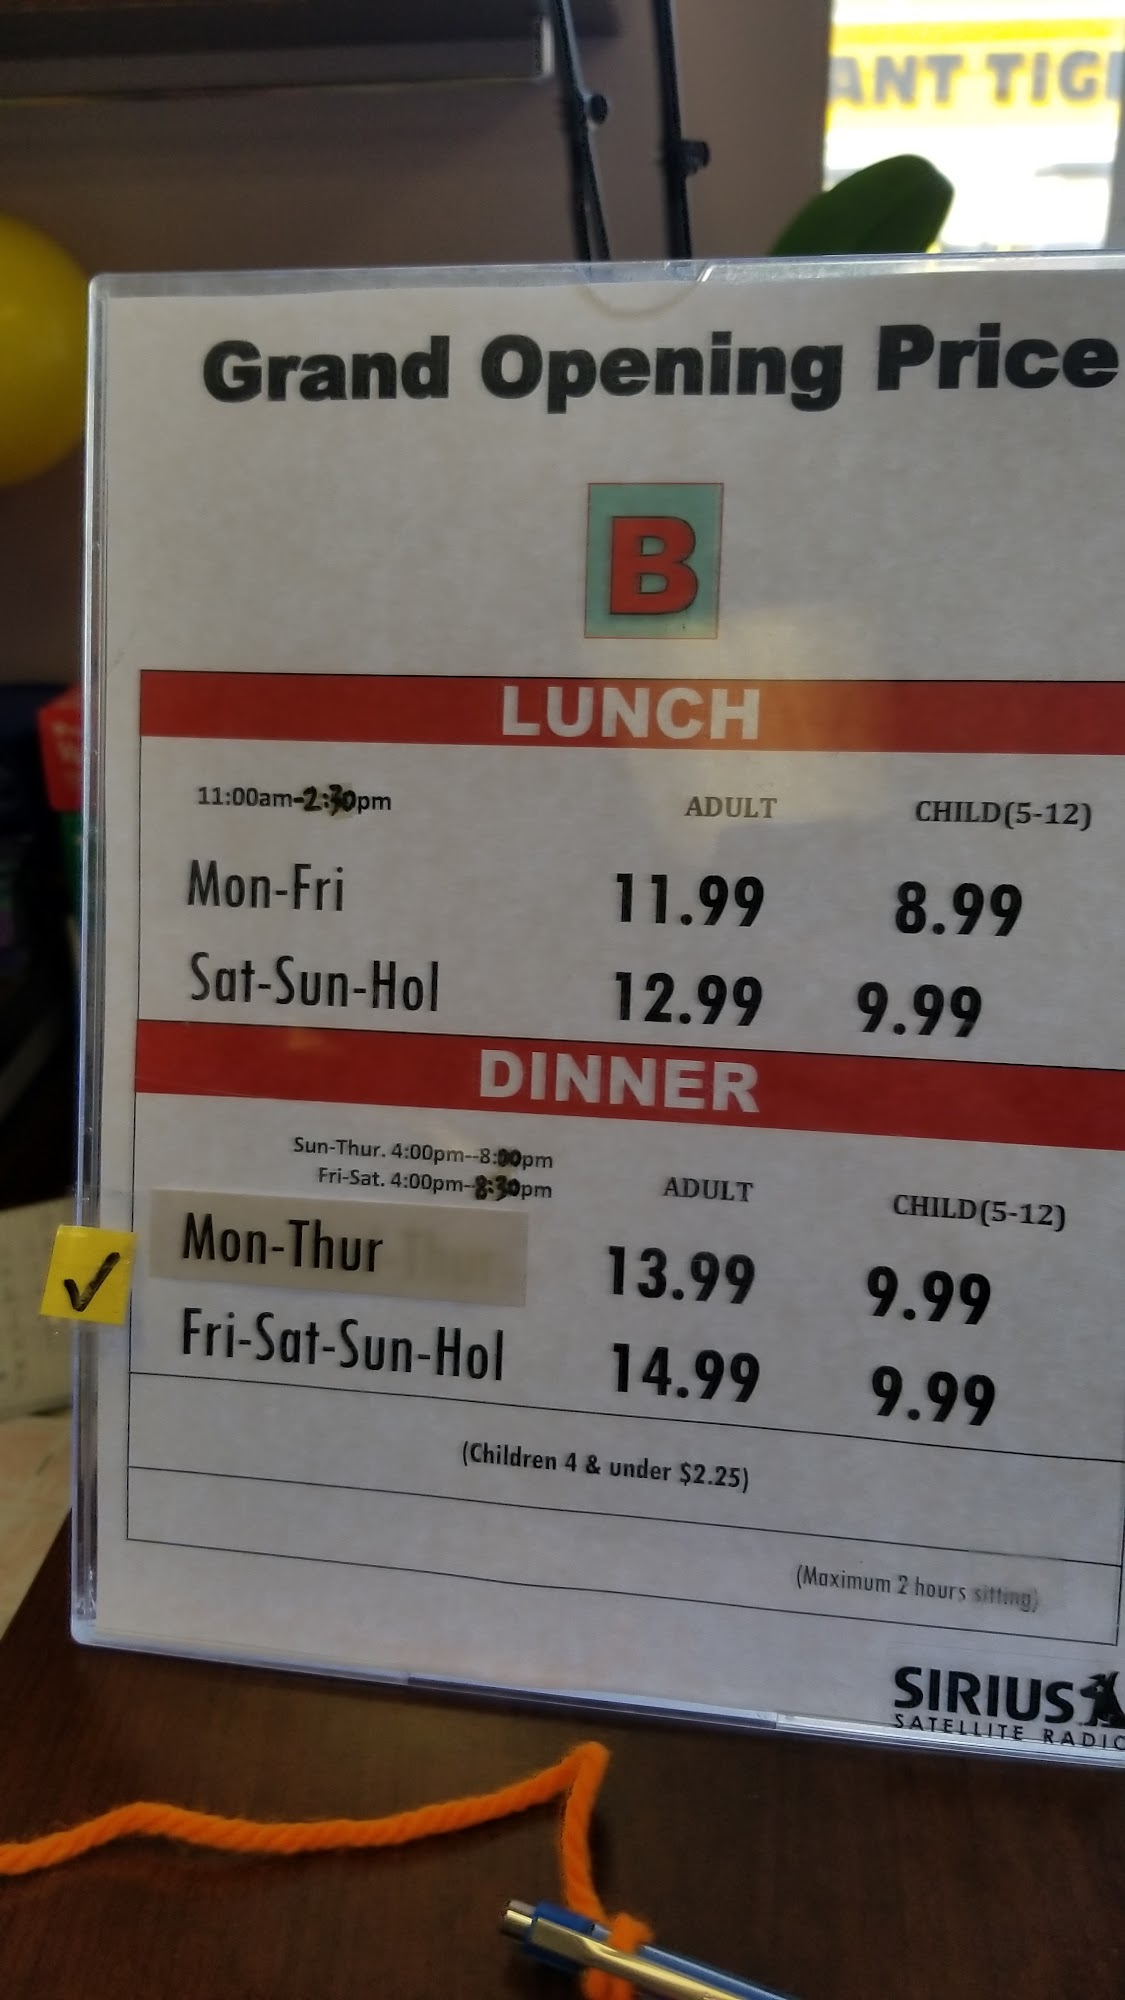 ANT TIG
Grand Opening Price
B
LUNCH
11:00am-2:30pm ADULT CHILD(5-12)
Mon-Fri 11.99 8.99
Sat-Sun-Hol 12.99 9.99
DINNER
Sun-Thur. 4:00pm--8:00pm
Fri-Sat. 4:00pm--8:30pm ADULT CHILD(5-12)
Mon-Thur 13.99 9.99
Fri-Sat-Sun-Hol 14.99 9.99
(Children 4 & under $2.25)
(Maximum 2 hours sitting)
SIRIUS
SATELLITE RADIO